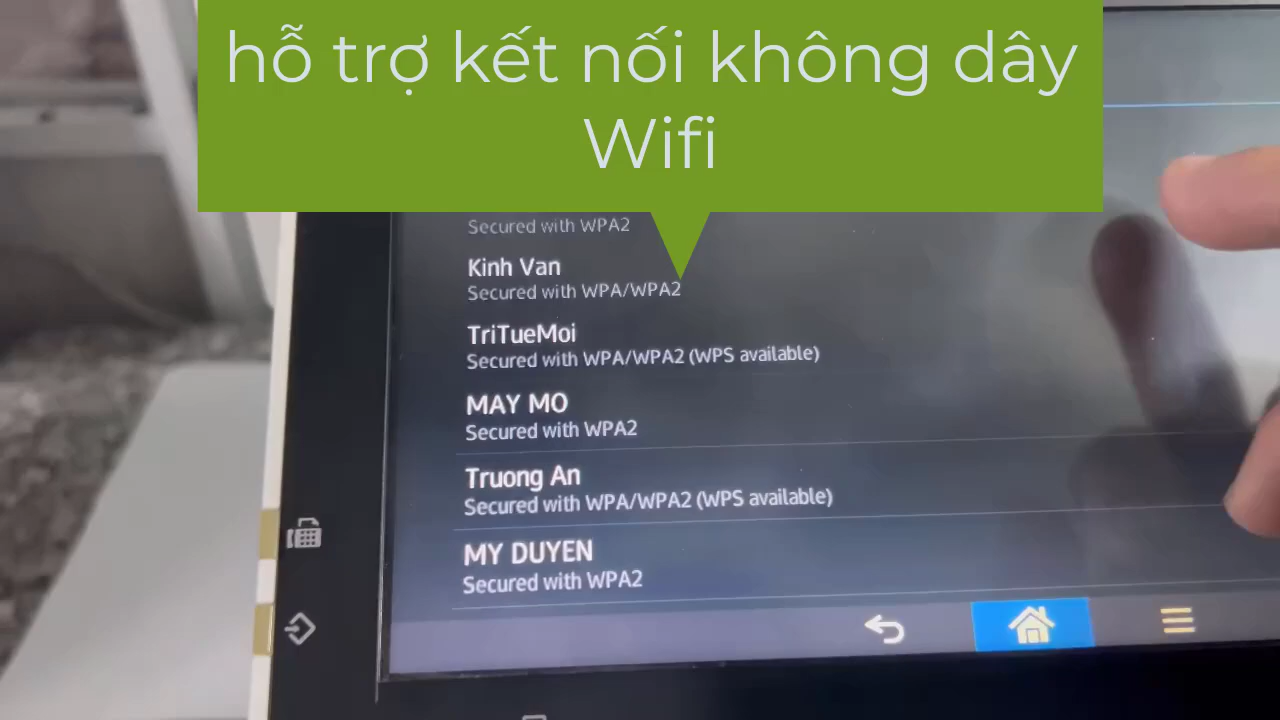 hỗ trợ kết nối không dây
Wifi
Secured with WPA2
Kinh Van
Secured with WPA/WPA2
TriTueMoi
Secured with WPA/WPA2 (WPS available)
MAY MO
Secured with WPA2
Truong An
Secured with WPA/WPA2 (WPS available)
MY DUYEN
Secured with WPA2